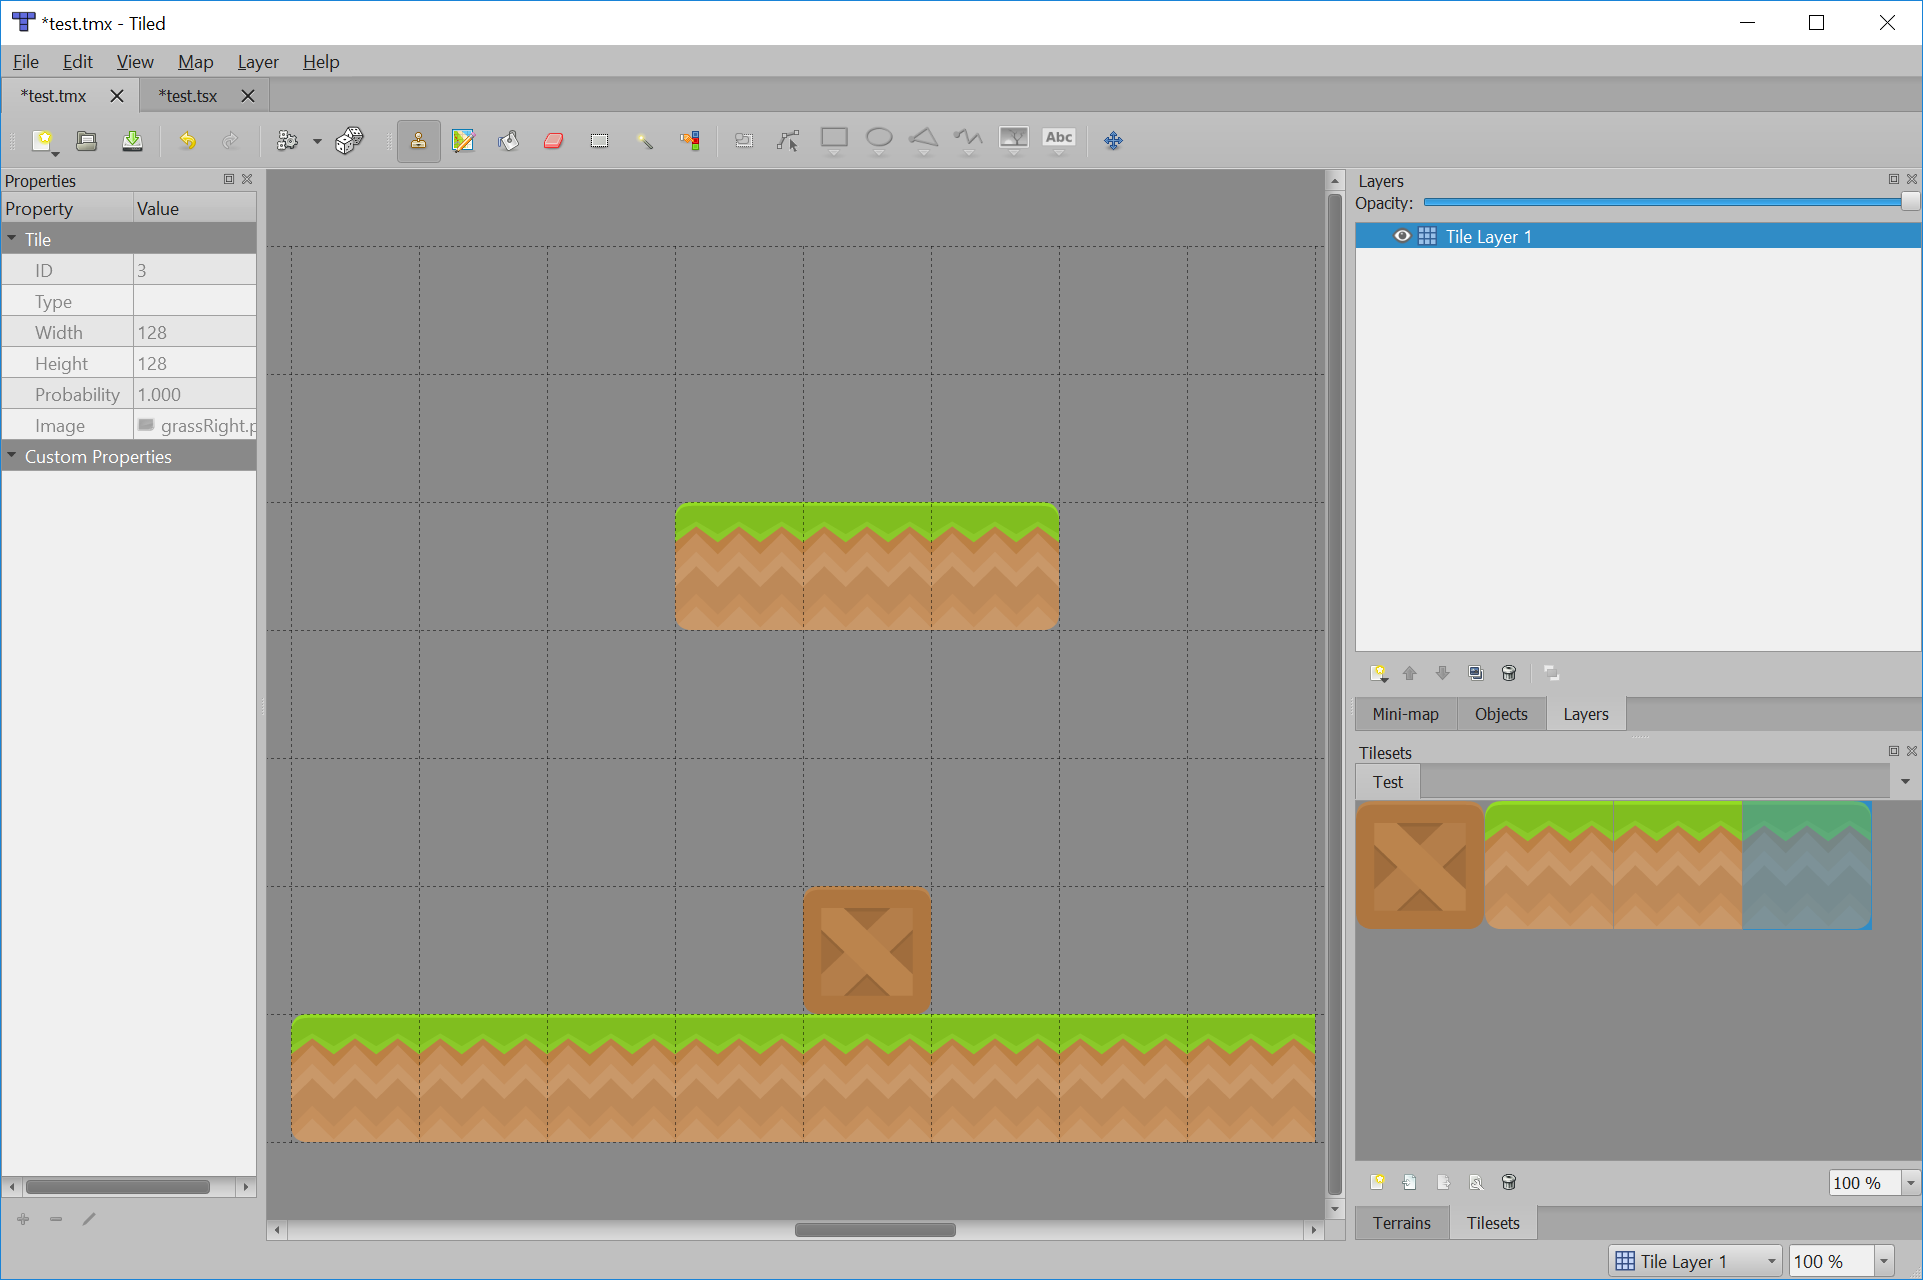 *test.tmx - Tiled
File Edit View Map Layer Help
*test.tmx *test.tsx
Abc
Properties
Property Value
Tile
ID 3
Type
Width 128
Height 128
Probability 1.000
Image grassRight.p
Custom Properties
Layers
Opacity:
Tile Layer 1
Mini-map Objects Layers
Tilesets
Test
100 %
Terrains Tilesets
Tile Layer 1 100 %